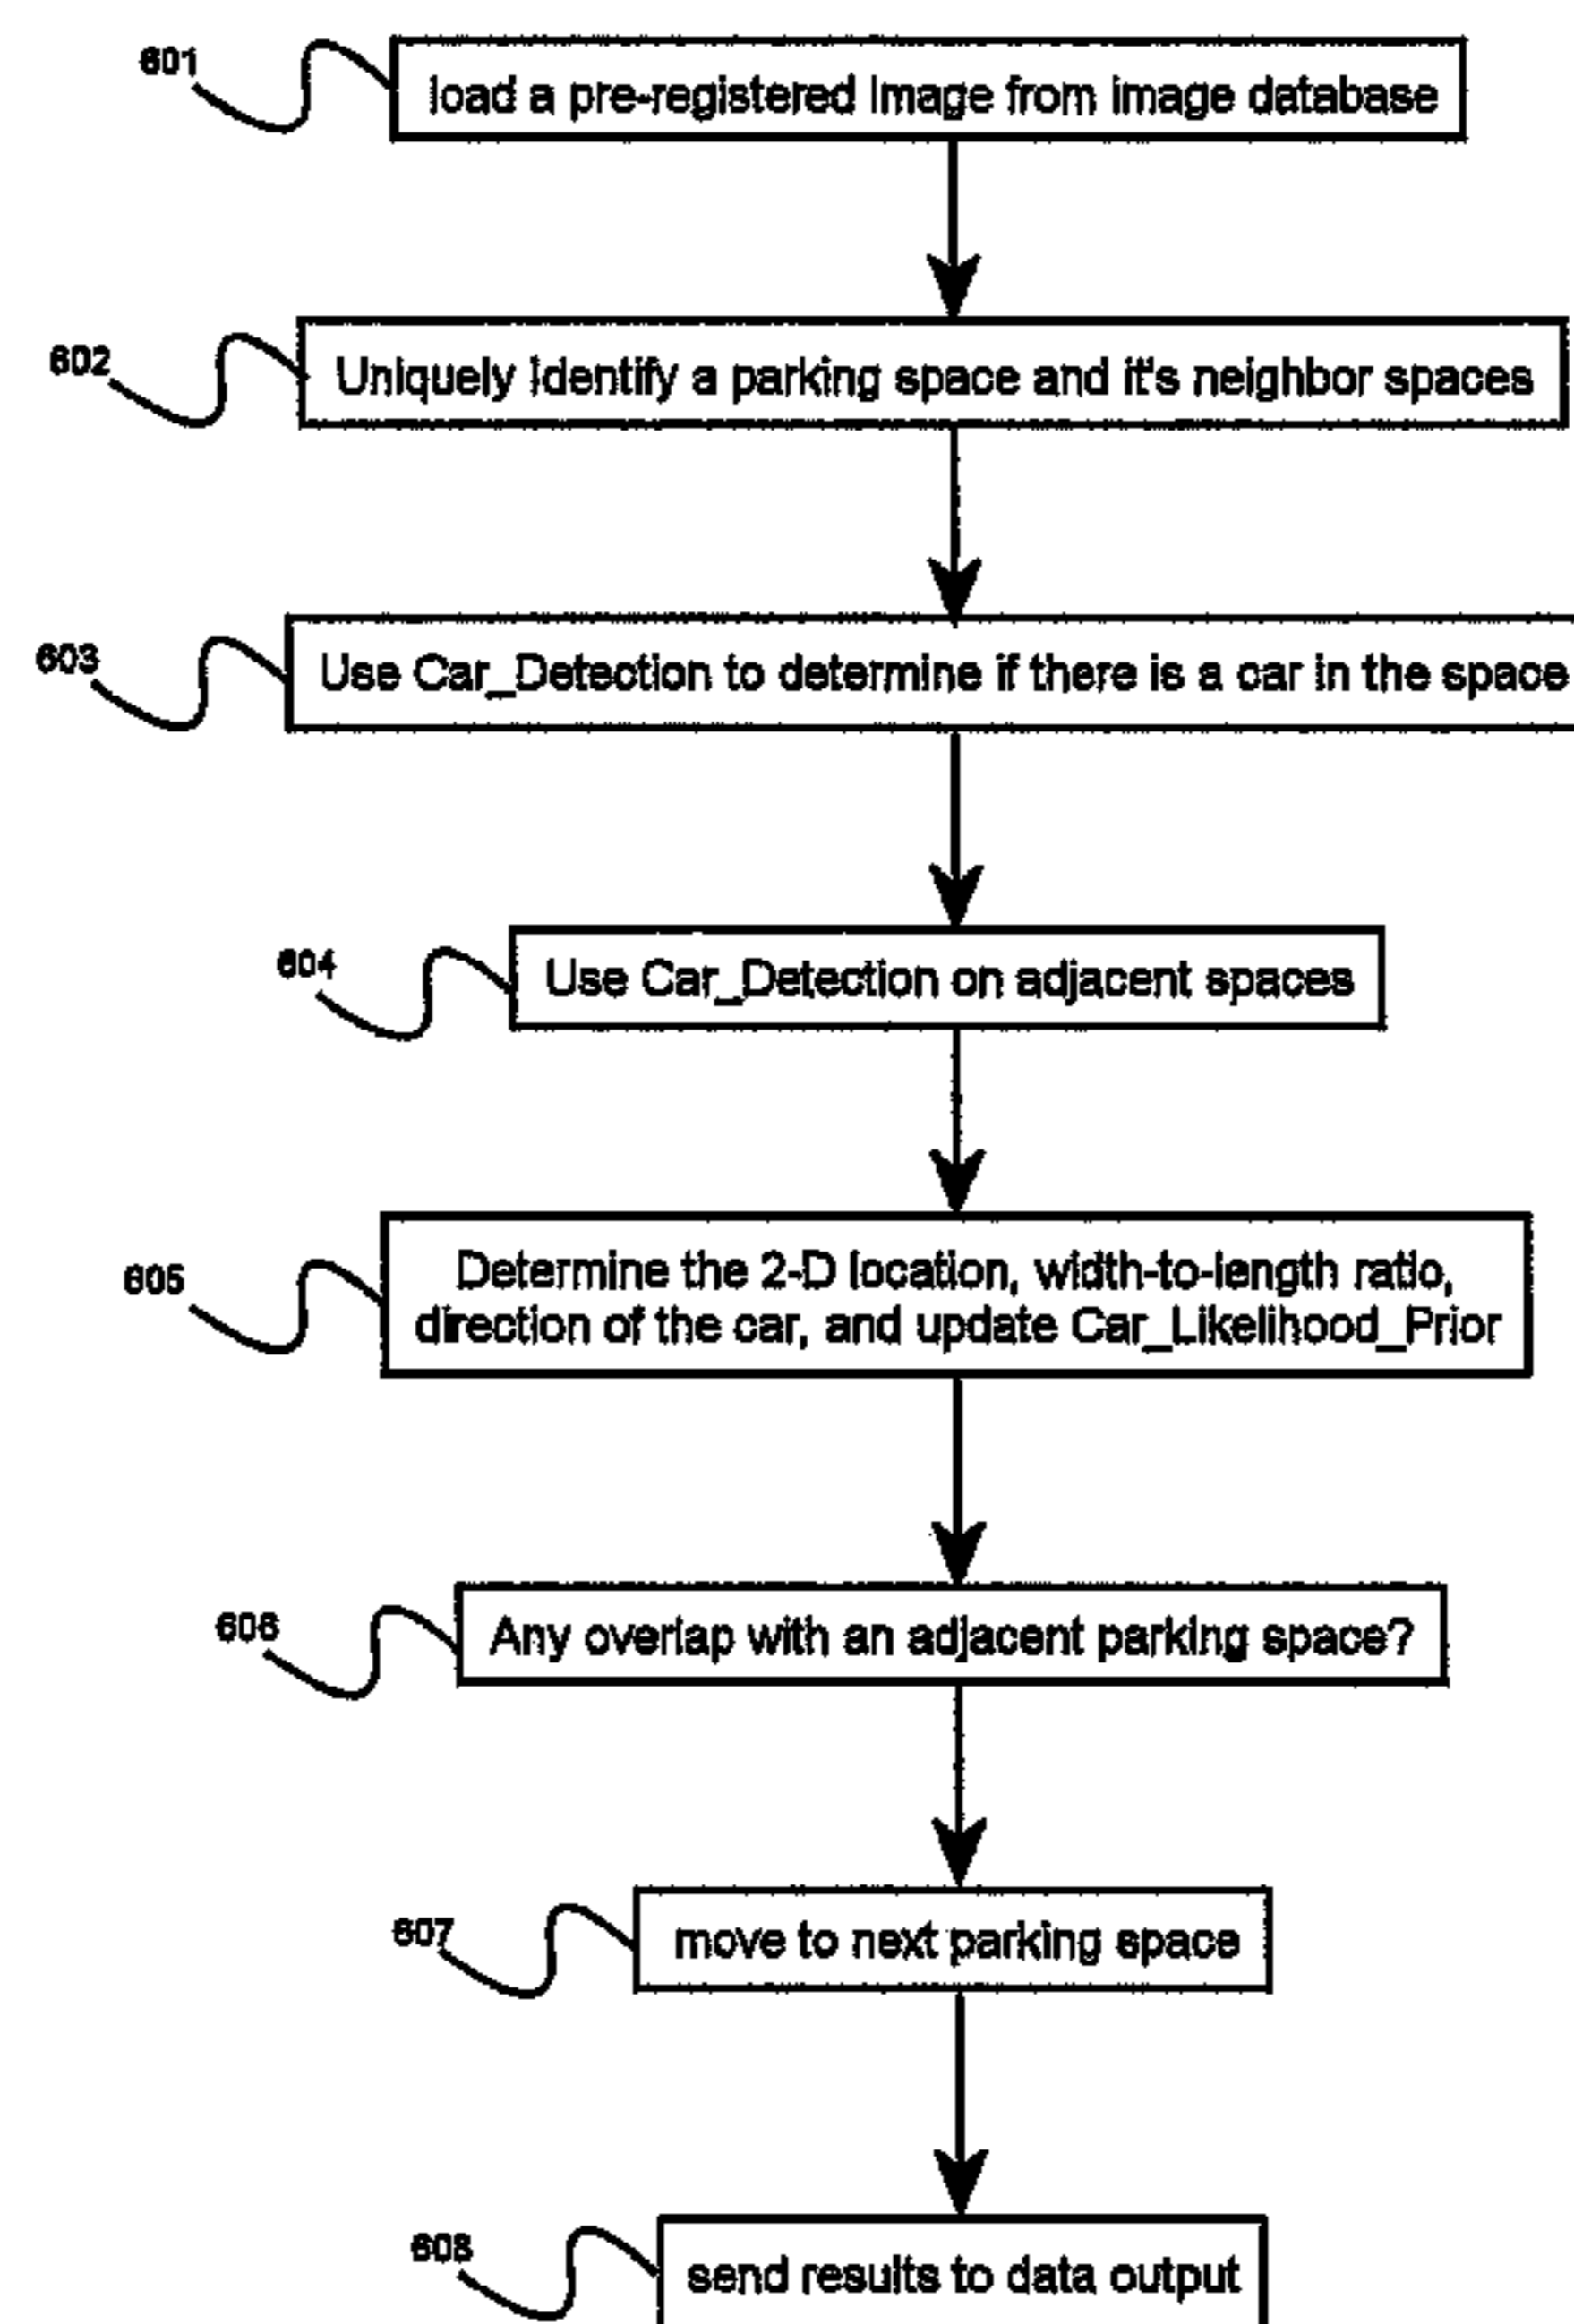 601
load a pre-registered image from image database
602
Uniquely identify a parking space and it's neighbor spaces
603
Use Car_Detection to determine if there is a car in the space
604
Use Car_Detection on adjacent spaces
605
Determine the 2-D location, width-to-length ratio,
direction of the car, and update Car_Likelihood_Prior
606
Any overlap with an adjacent parking space?
607
move to next parking space
608
send results to data output